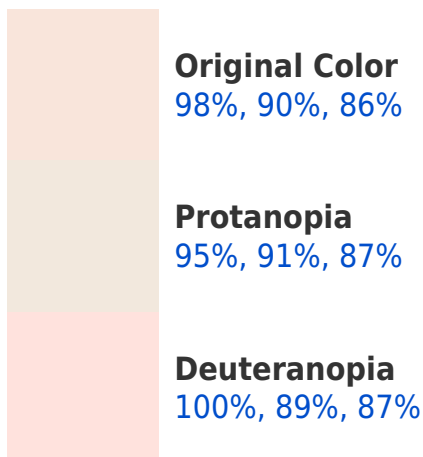 Original Color
98%, 90%, 86%
Protanopia
95%, 91%, 87%
Deuteranopia
100%, 89%, 87%